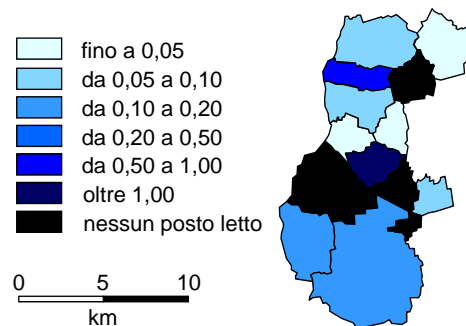 fino a 0,05
da 0,05 a 0,10
da 0,10 a 0,20
da 0,20 a 0,50
da 0,50 a 1,00
oltre 1,00
nessun posto letto
0 5 10
km